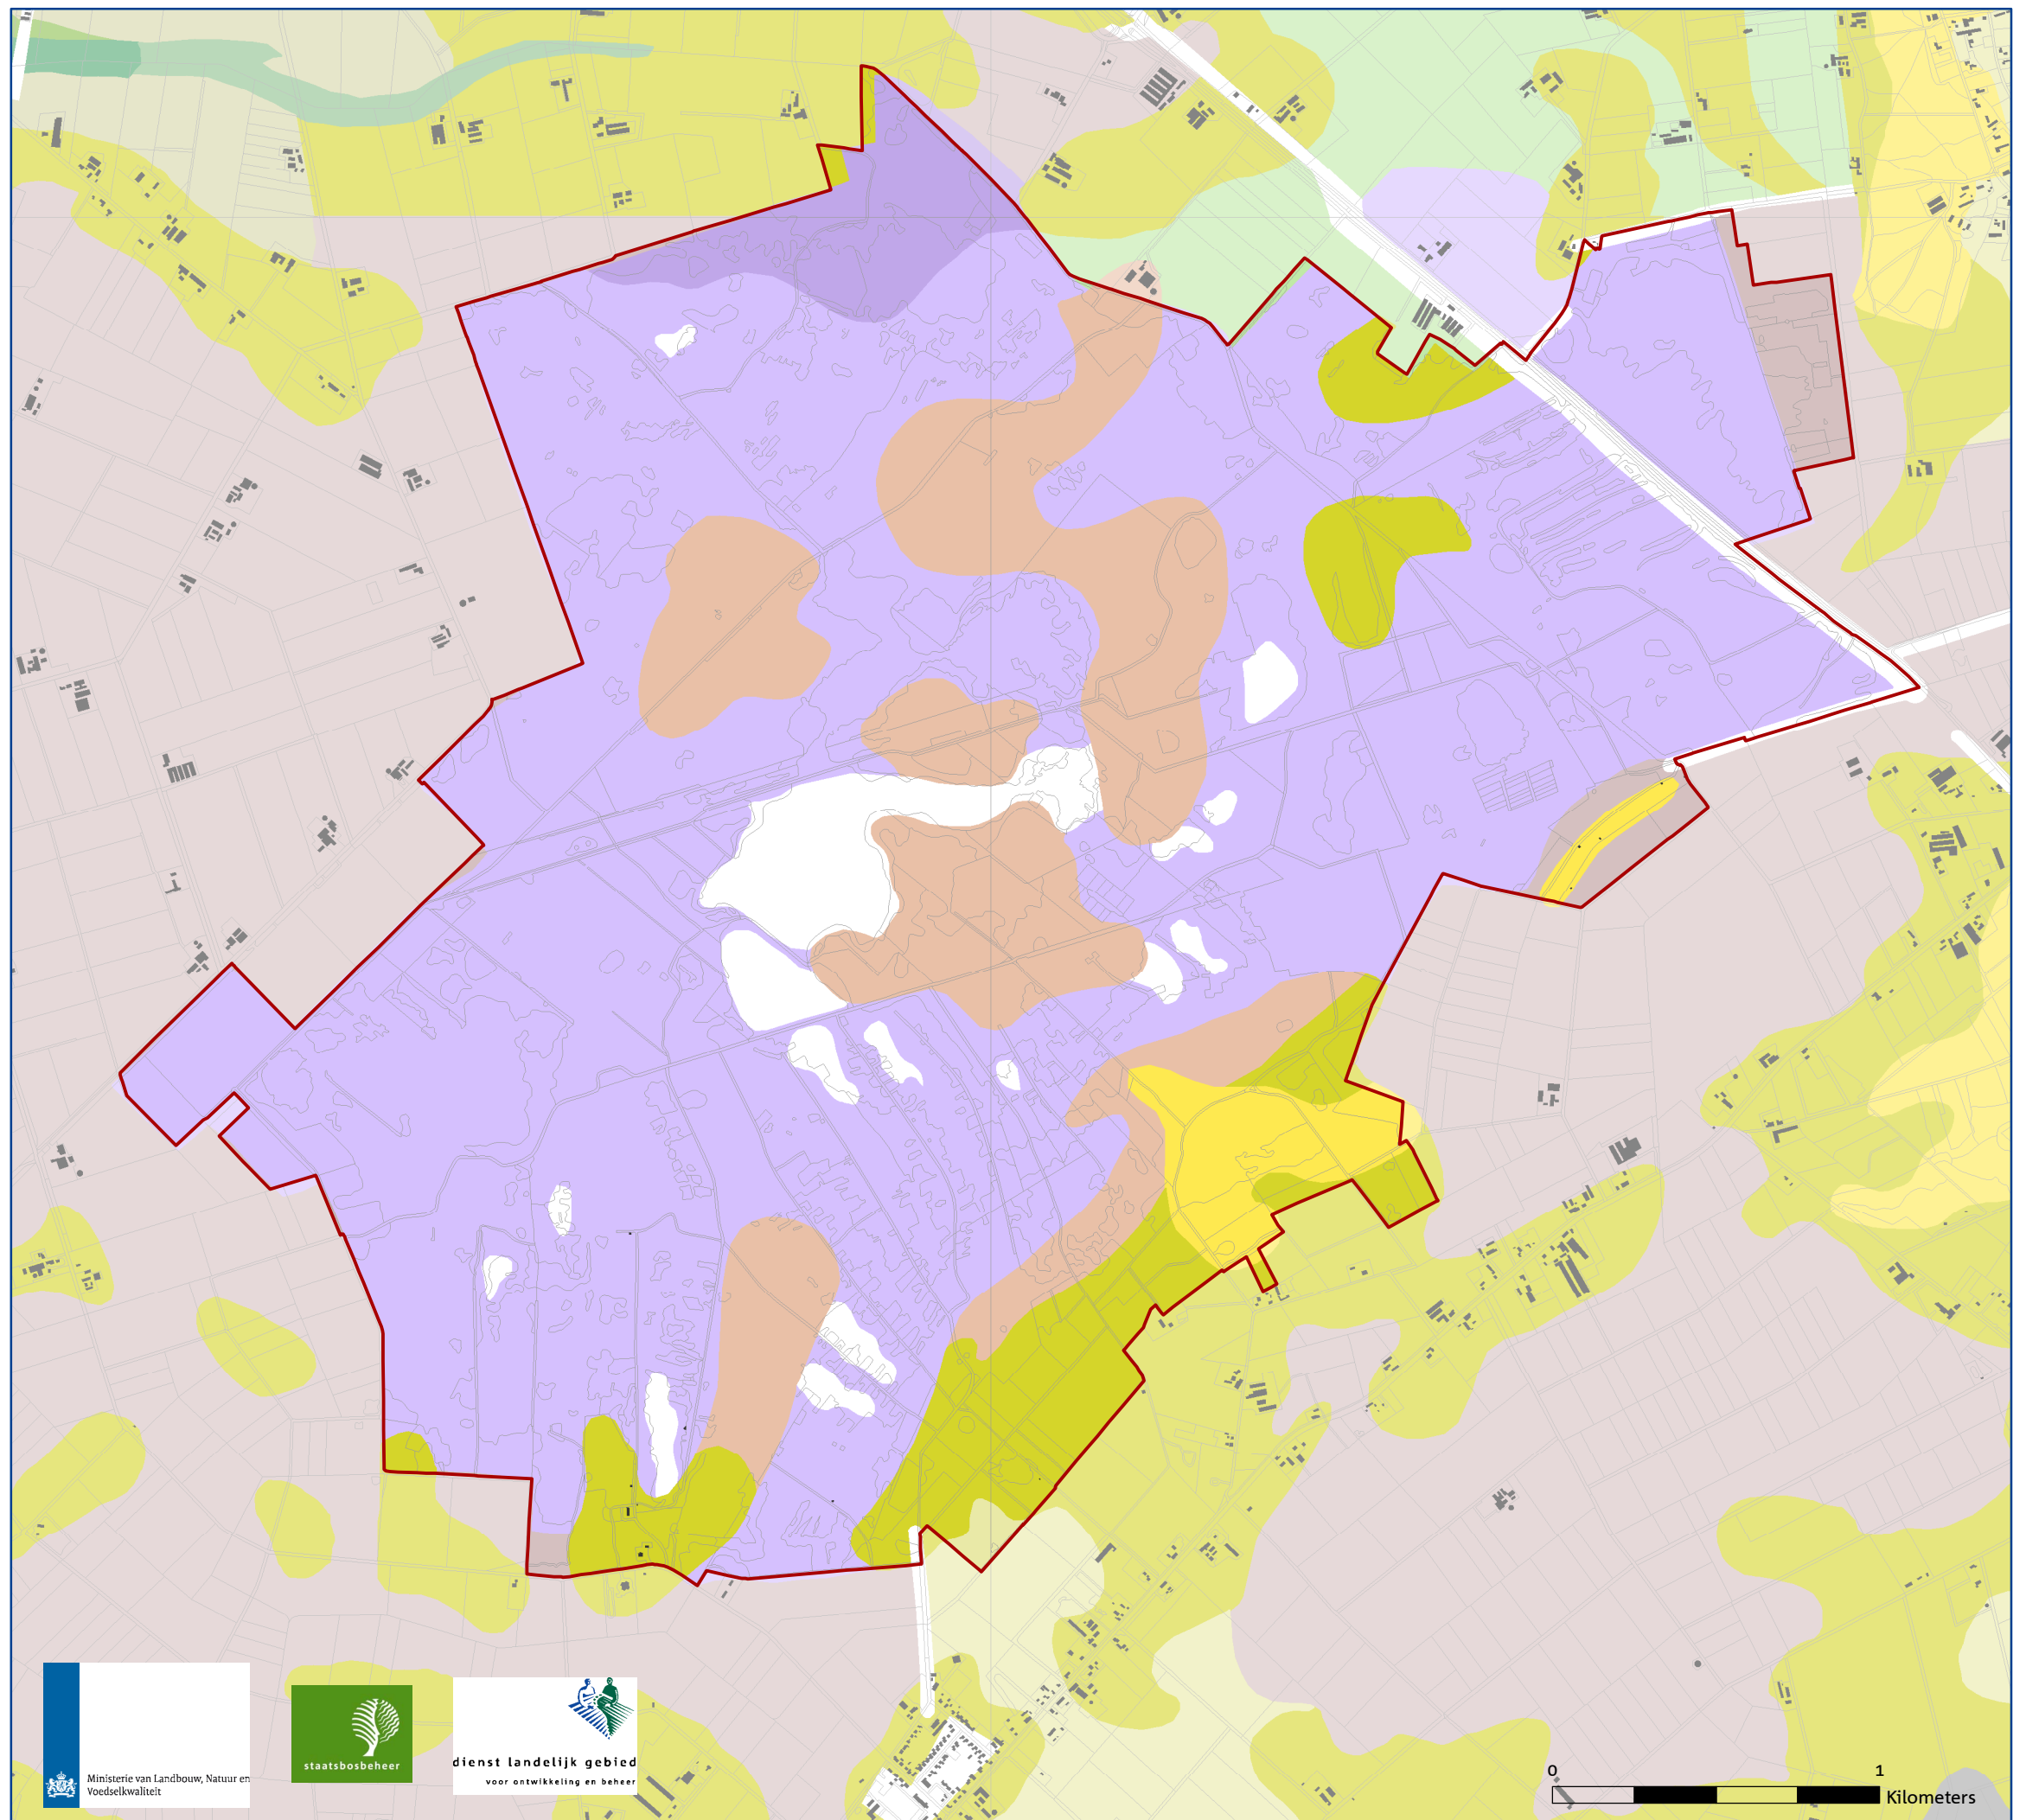 Ministerie van Landbouw, Natuur en
Voedselkwaliteit
staatsbosbeheer
dienst landelijk gebied
voor ontwikkeling en beheer
0 1
Kilometers